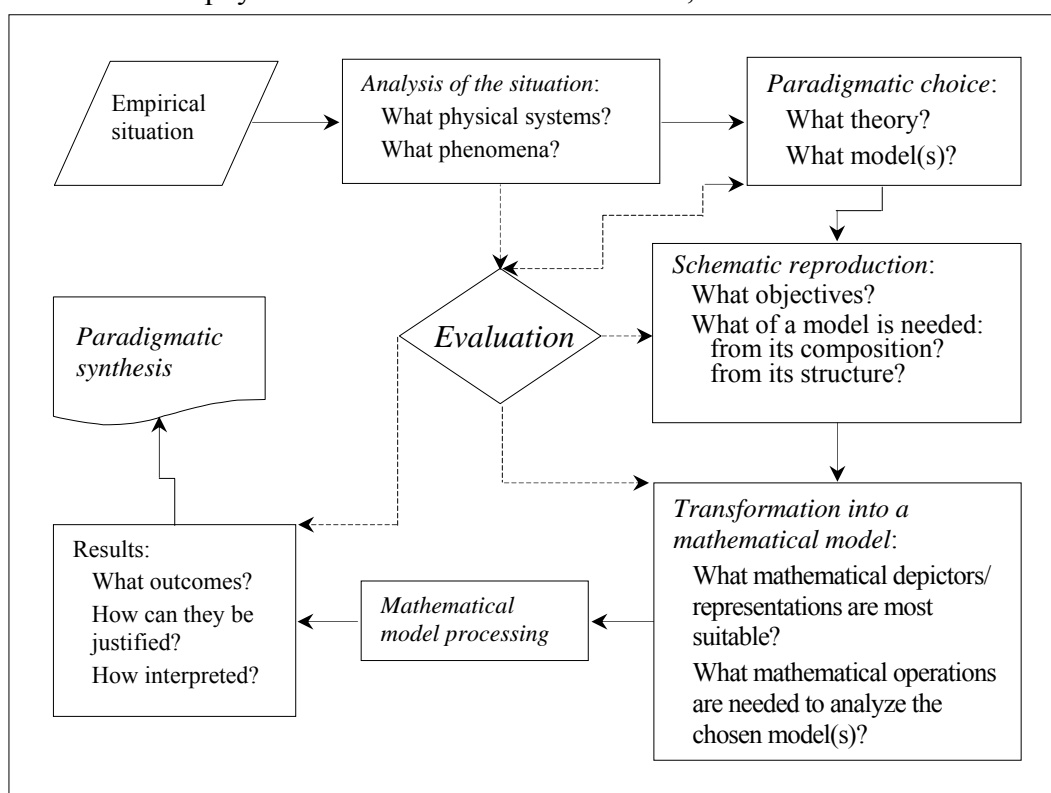 Empirical
situation
Analysis of the situation:
What physical systems?
What phenomena?
Paradigmatic choice:
What theory?
What model(s)?
Schematic reproduction:
What objectives?
What of a model is needed:
from its composition?
from its structure?
Evaluation
Paradigmatic
synthesis
Transformation into a
mathematical model:
What mathematical depictors/
representations are most
suitable?
What mathematical operations
are needed to analyze the
chosen model(s)?
Mathematical
model processing
Results:
What outcomes?
How can they be
justified?
How interpreted?